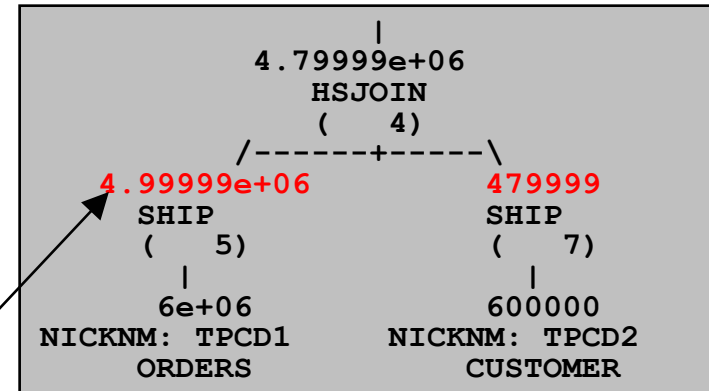 |
4.79999e+06
HSJOIN
(    4)
/------+-----\
4.99999e+06    479999
SHIP    SHIP
(    5)    (    7)
|    |
6e+06    600000
NICKNM: TPCD1    NICKNM: TPCD2
ORDERS    CUSTOMER